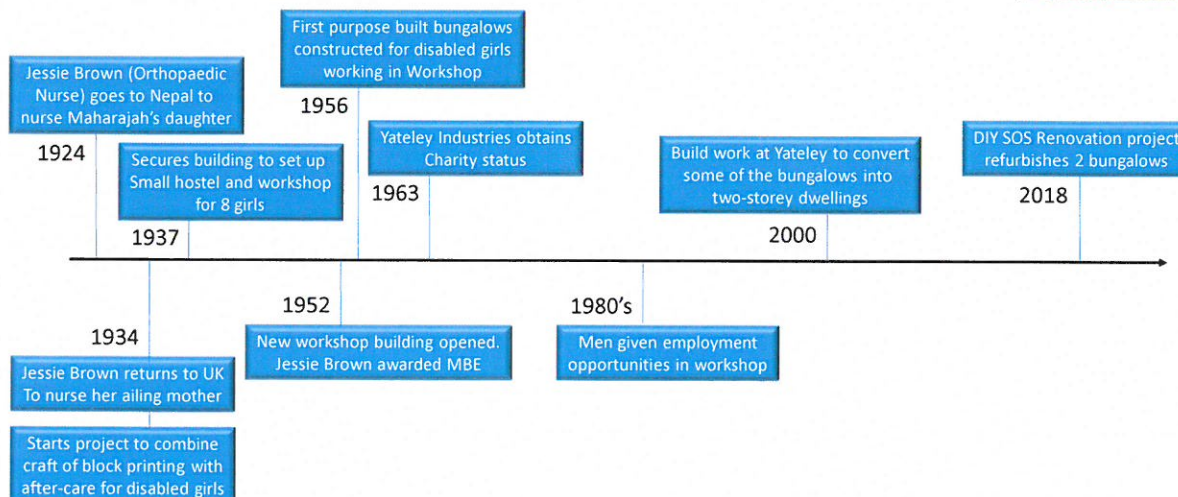 Jessie Brown (Orthopaedic
Nurse) goes to Nepal to
nurse Maharajah's daughter
1924
Jessie Brown returns to UK
To nurse her ailing mother
Starts project to combine
craft of block printing with
after-care for disabled girls
1934
Secures building to set up
Small hostel and workshop
for 8 girls
1937
1952
New workshop building opened.
Jessie Brown awarded MBE
First purpose built bungalows
constructed for disabled girls
working in Workshop
1956
Yateley Industries obtains
Charity status
1963
1980's
Men given employment
opportunities in workshop
Build work at Yateley to convert
some of the bungalows into
two-storey dwellings
2000
DIY SOS Renovation project
refurbishes 2 bungalows
2018